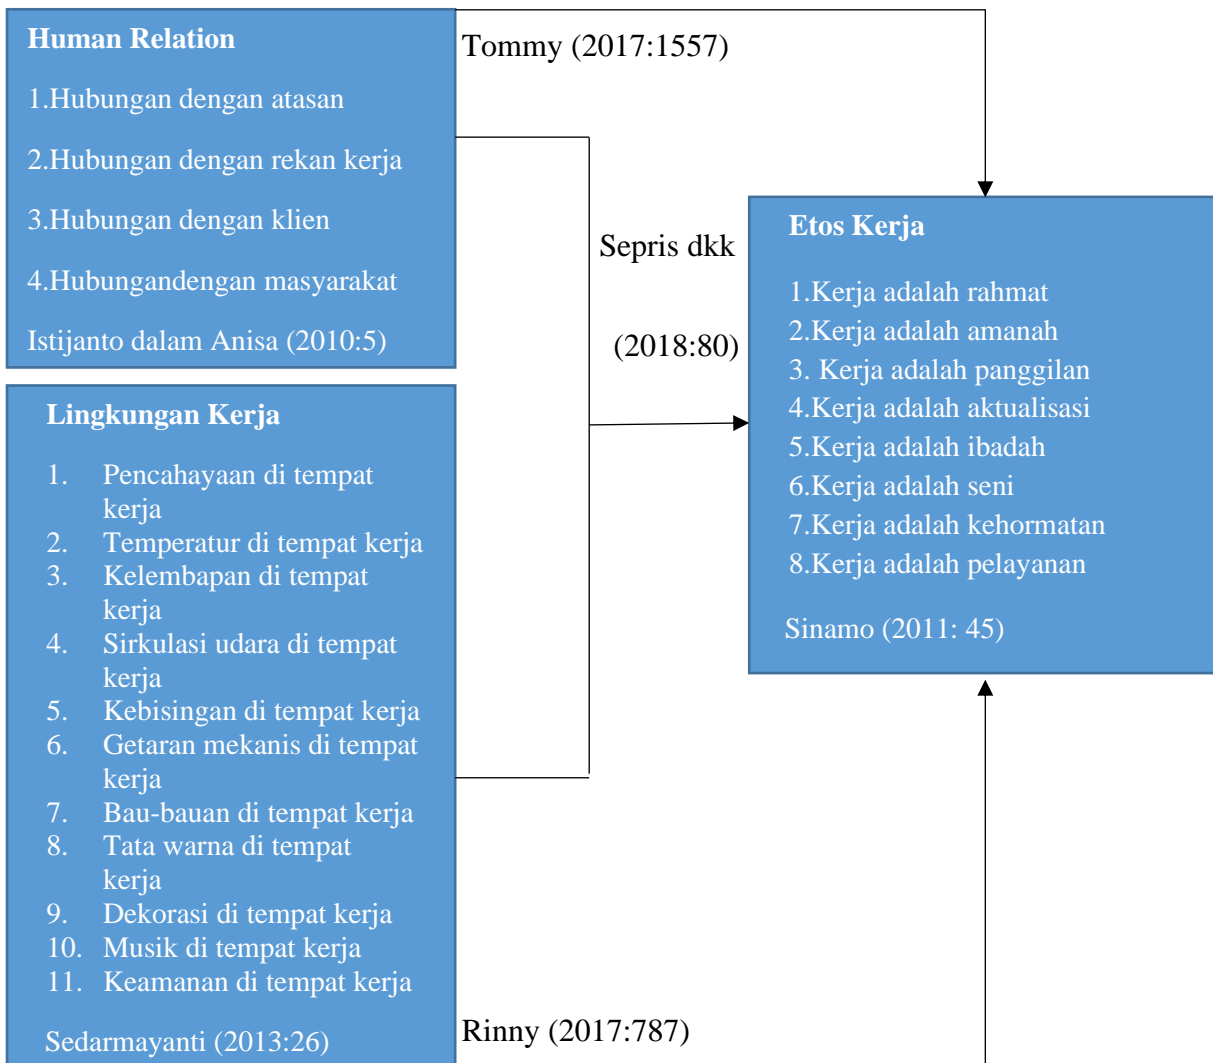 Human Relation
1.Hubungan dengan atasan
2.Hubungan dengan rekan kerja
3.Hubungan dengan klien
4.Hubungandengan masyarakat
Istijanto dalam Anisa (2010:5)
Tommy (2017:1557)
Sepris dkk
(2018:80)
Lingkungan Kerja
1. Pencahayaan di tempat
kerja
2. Temperatur di tempat kerja
3. Kelembapan di tempat
kerja
4. Sirkulasi udara di tempat
kerja
5. Kebisingan di tempat kerja
6. Getaran mekanis di tempat
kerja
7. Bau-bauan di tempat kerja
8. Tata warna di tempat
kerja
9. Dekorasi di tempat kerja
10. Musik di tempat kerja
11. Keamanan di tempat kerja
Sedarmayanti (2013:26)
Rinny (2017:787)
Etos Kerja
1.Kerja adalah rahmat
2.Kerja adalah amanah
3. Kerja adalah panggilan
4.Kerja adalah aktualisasi
5.Kerja adalah ibadah
6.Kerja adalah seni
7.Kerja adalah kehormatan
8.Kerja adalah pelayanan
Sinamo (2011: 45)